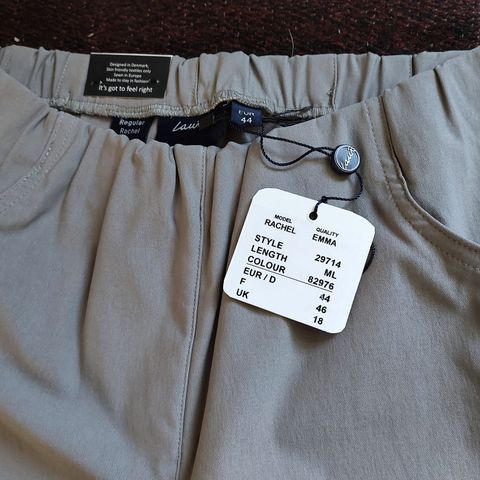 Designed in Denmark,
Skin friendly textiles only
Sewn in Europe
Made to stay in fashion
It's got to feel right
Regular
Rachel
EUR
44
MODEL QUALITY
RACHEL EMMA
STYLE 29714
LENGTH ML
COLOUR 82976
EUR / D 44
F 46
UK 18